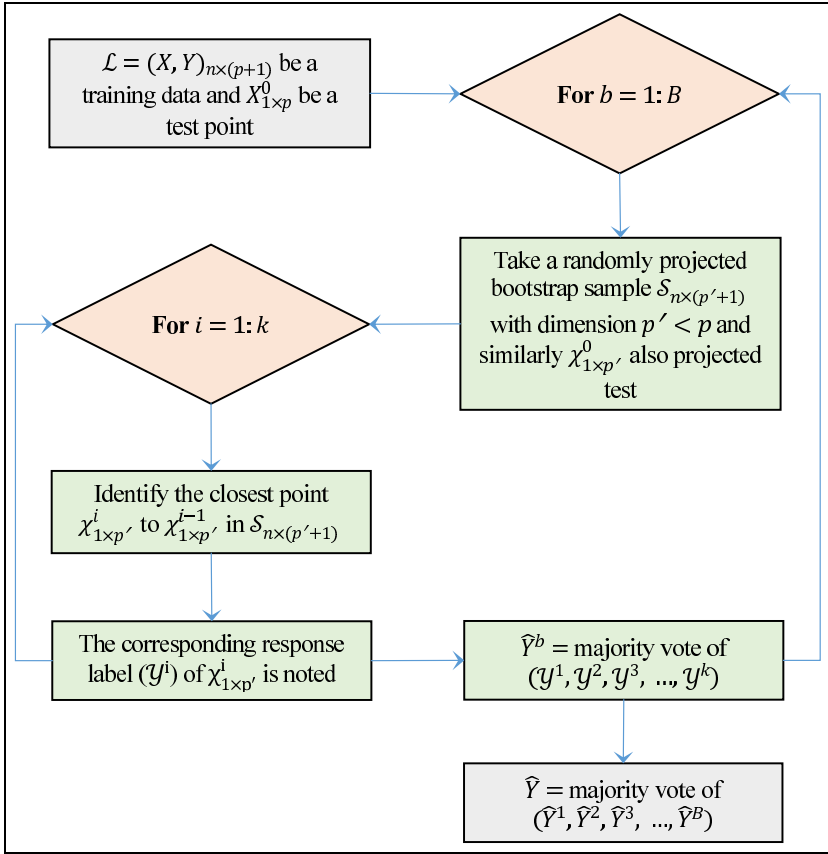 ℒ = (X, Y)ₙ×₍ₚ₊₁₎ be a
training data and X⁰₁×ₚ be a
test point
For b = 1: B
Take a randomly projected
bootstrap sample 𝒮ₙ×₍ₚ′₊₁₎
with dimension p′ < p and
similarly χ⁰₁×ₚ′ also projected
test
For i = 1: k
Identify the closest point
χⁱ₁×ₚ′ to χⁱ⁻¹₁×ₚ′ in 𝒮ₙ×₍ₚ′₊₁₎
The corresponding response
label (𝒴ⁱ) of χⁱ₁×ₚ′ is noted
Ŷᵇ = majority vote of
(𝒴¹, 𝒴², 𝒴³, …, 𝒴ᵏ)
Ŷ = majority vote of
(Ŷ¹, Ŷ², Ŷ³, …, Ŷᴮ)